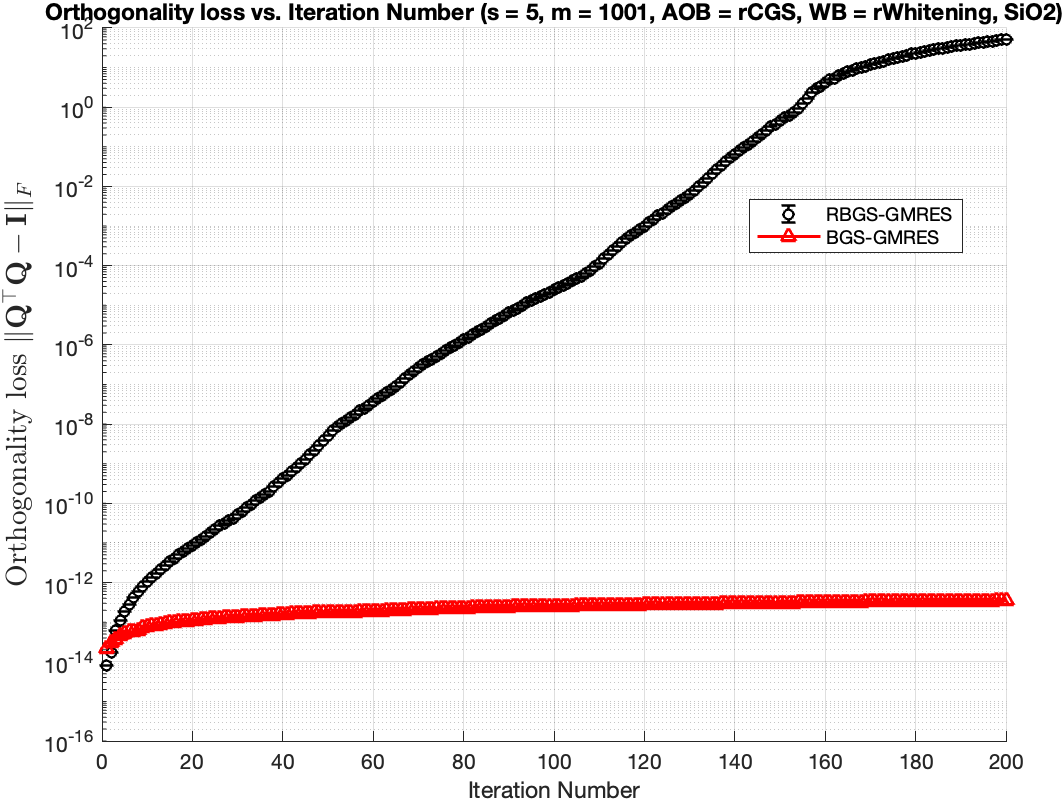 Orthogonality loss vs. Iteration Number (s = 5, m = 1001, AOB = rCGS, WB = rWhitening, SiO2)
10^2
10^0
10^-2
10^-4
10^-6
10^-8
10^-10
10^-12
10^-14
10^-16
Orthogonality loss ||Q^⊤Q − I||_F
RBGS-GMRES
BGS-GMRES
0 20 40 60 80 100 120 140 160 180 200
Iteration Number